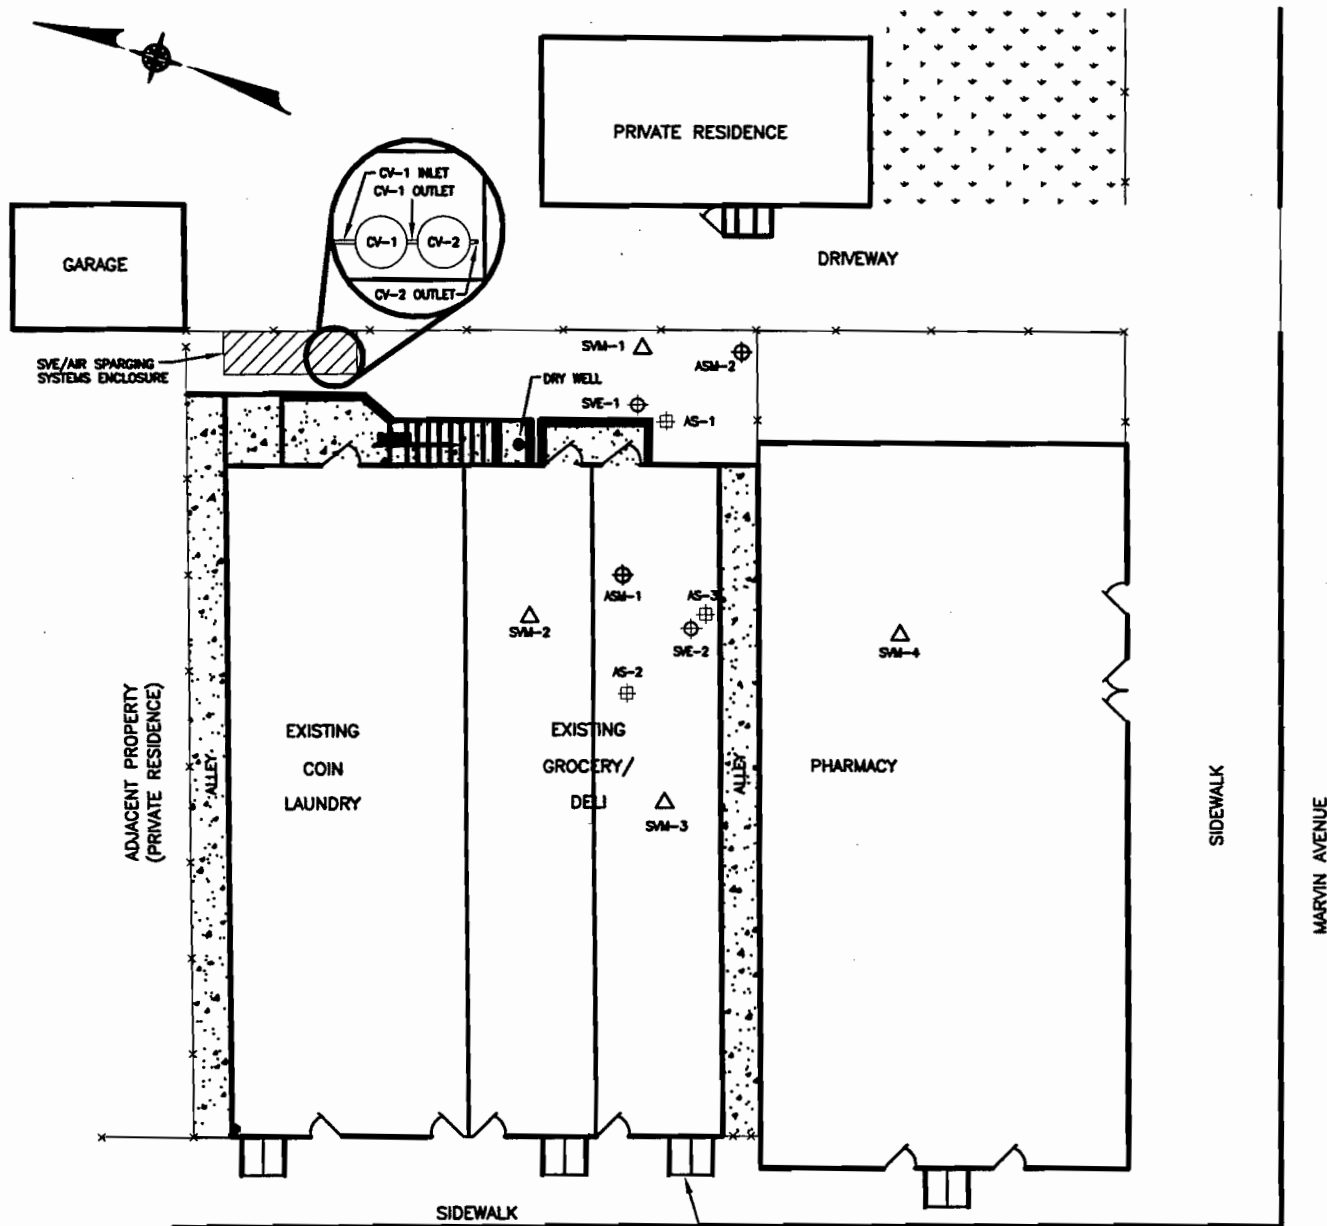 PRIVATE RESIDENCE
CV-1 INLET
CV-1 OUTLET
CV-1
CV-2
CV-2 OUTLET
GARAGE
DRIVEWAY
SVE/AIR SPARGING
SYSTEMS ENCLOSURE
SVM-1
ASM-2
DRY WELL
SVE-1
AS-1
ASM-1
AS-3
SVM-2
SVE-2
SVM-4
AS-2
ADJACENT PROPERTY
(PRIVATE RESIDENCE)
ALLEY
EXISTING
COIN
LAUNDRY
EXISTING
GROCERY/
DELI
SVM-3
ALLEY
PHARMACY
SIDEWALK
MARVIN AVENUE
SIDEWALK